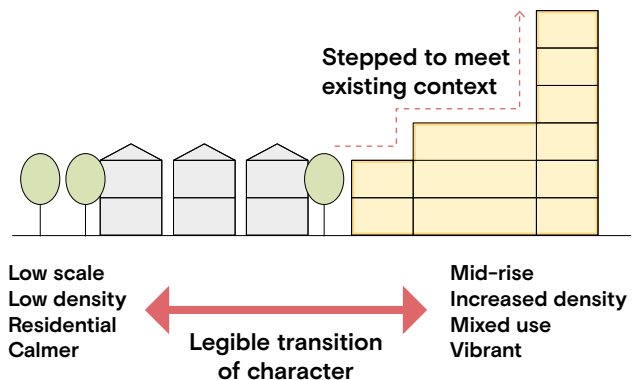 Stepped to meet
existing context
Low scale
Low density
Residential
Calmer
Legible transition
of character
Mid-rise
Increased density
Mixed use
Vibrant